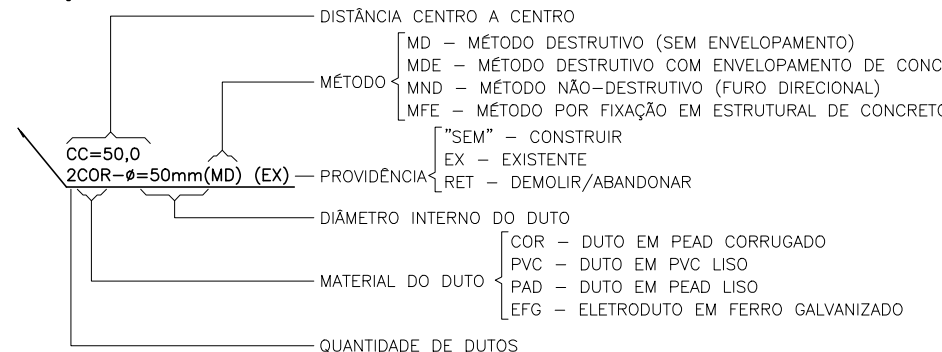 DISTÂNCIA CENTRO A CENTRO
MD – MÉTODO DESTRUTIVO (SEM ENVELOPAMENTO)
MDE – MÉTODO DESTRUTIVO COM ENVELOPAMENTO DE CONC
MÉTODO
MND – MÉTODO NÃO-DESTRUTIVO (FURO DIRECIONAL)
MFE – MÉTODO POR FIXAÇÃO EM ESTRUTURAL DE CONCRETO
"SEM" – CONSTRUIR
CC=50,0
EX – EXISTENTE
2COR-ø=50mm(MD) (EX)
PROVIDÊNCIA
RET – DEMOLIR/ABANDONAR
DIÂMETRO INTERNO DO DUTO
COR – DUTO EM PEAD CORRUGADO
PVC – DUTO EM PVC LISO
MATERIAL DO DUTO
PAD – DUTO EM PEAD LISO
EFG – ELETRODUTO EM FERRO GALVANIZADO
QUANTIDADE DE DUTOS